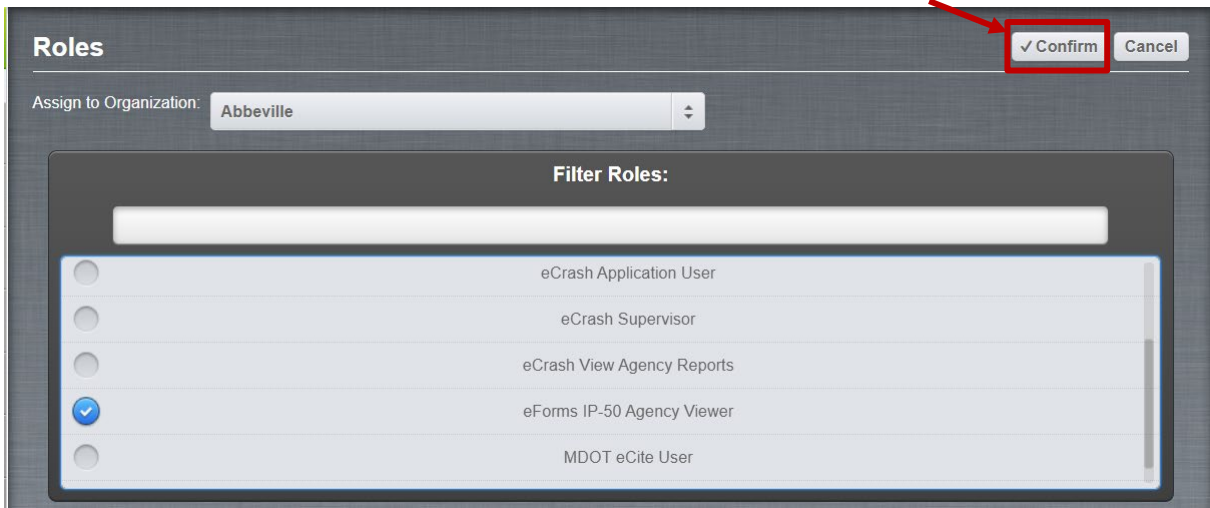 Roles
✓ Confirm Cancel
Assign to Organization: Abbeville
Filter Roles:
eCrash Application User
eCrash Supervisor
eCrash View Agency Reports
eForms IP-50 Agency Viewer
MDOT eCite User